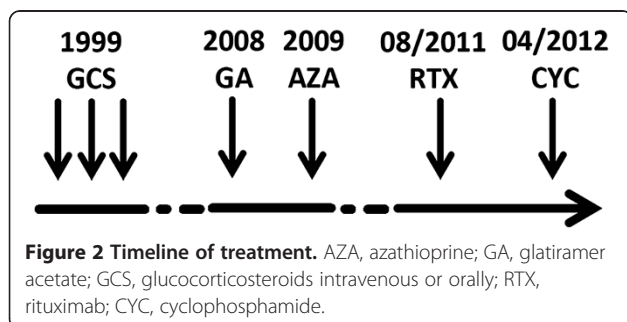 1999 2008 2009 08/2011 04/2012
GCS GA AZA RTX CYC
Figure 2 Timeline of treatment. AZA, azathioprine; GA, glatiramer
acetate; GCS, glucocorticosteroids intravenous or orally; RTX,
rituximab; CYC, cyclophosphamide.